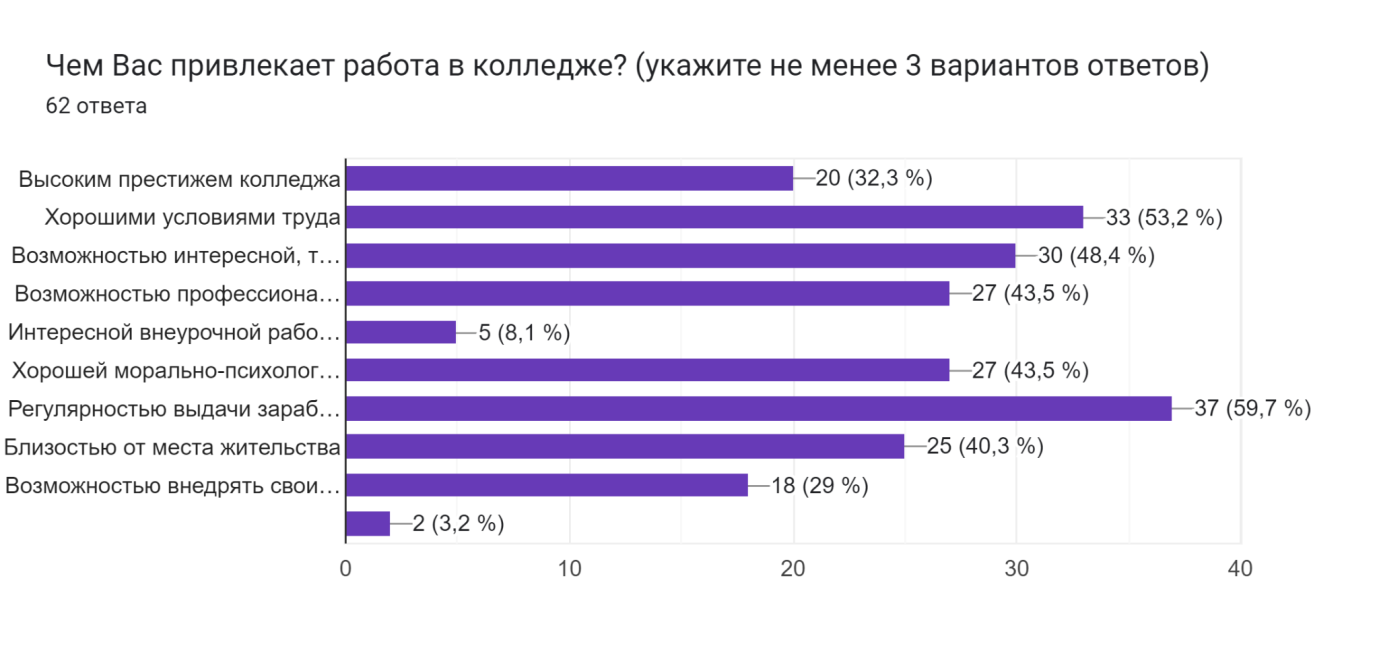 Чем Вас привлекает работа в колледже? (укажите не менее 3 вариантов ответов)
62 ответа
Высоким престижем колледжа 20 (32,3 %)
Хорошими условиями труда 33 (53,2 %)
Возможностью интересной, т… 30 (48,4 %)
Возможностью профессиона… 27 (43,5 %)
Интересной внеурочной рабо… 5 (8,1 %)
Хорошей морально-психолог… 27 (43,5 %)
Регулярностью выдачи зараб… 37 (59,7 %)
Близостью от места жительства 25 (40,3 %)
Возможностью внедрять свои… 18 (29 %)
2 (3,2 %)
0 10 20 30 40